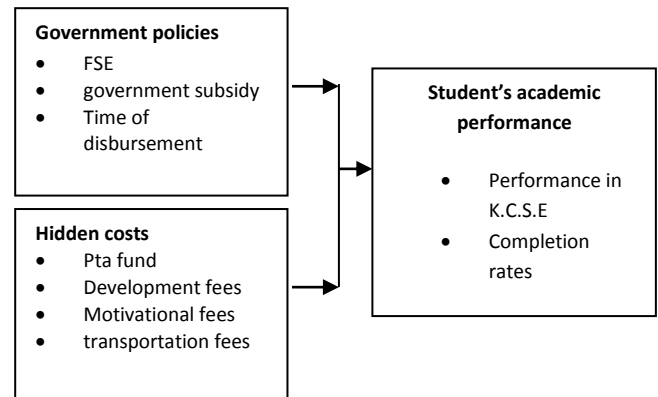 Government policies
• FSE
• government subsidy
• Time of
disbursement
Hidden costs
• Pta fund
• Development fees
• Motivational fees
• transportation fees
Student's academic
performance
• Performance in
K.C.S.E
• Completion
rates